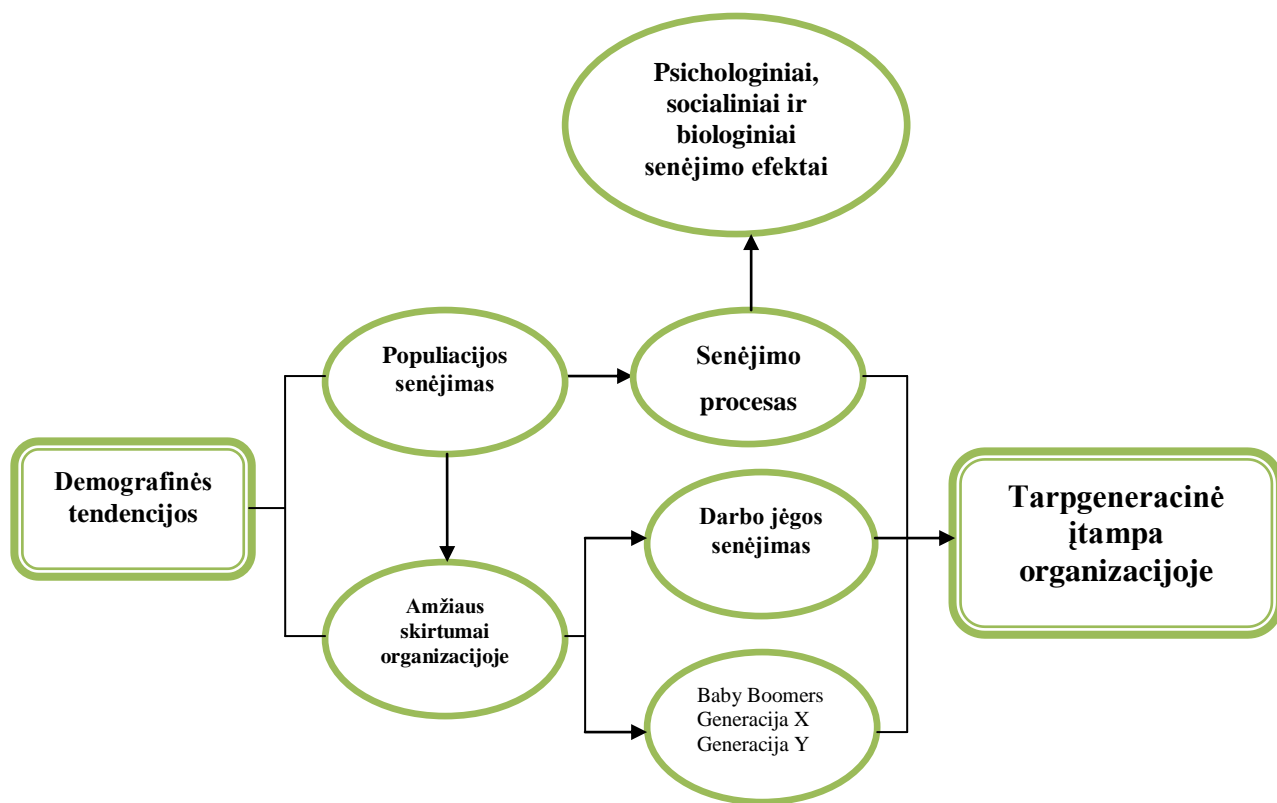 Psichologiniai,
socialiniai ir
biologiniai
senėjimo efektai
Populiacijos
senėjimas
Senėjimo
procesas
Demografinės
tendencijos
Darbo jėgos
senėjimas
Tarpgeneracinė
įtampa
organizacijoje
Amžiaus
skirtumai
organizacijoje
Baby Boomers
Generacija X
Generacija Y